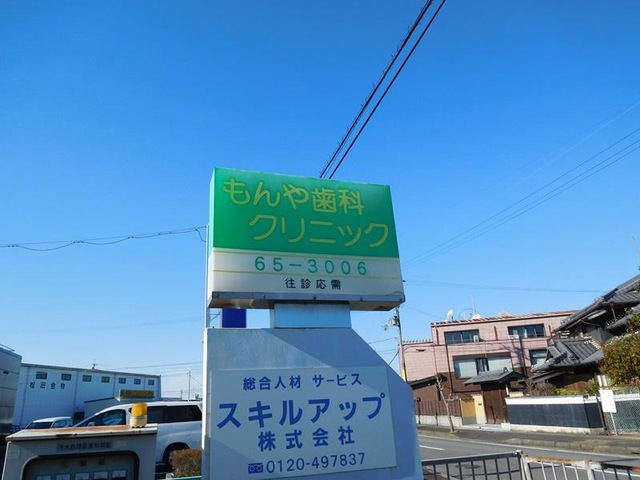 もんや歯科
クリニック
65-3006
往診応需
総合人材 サービス
スキルアップ
株式会社
0120-497837